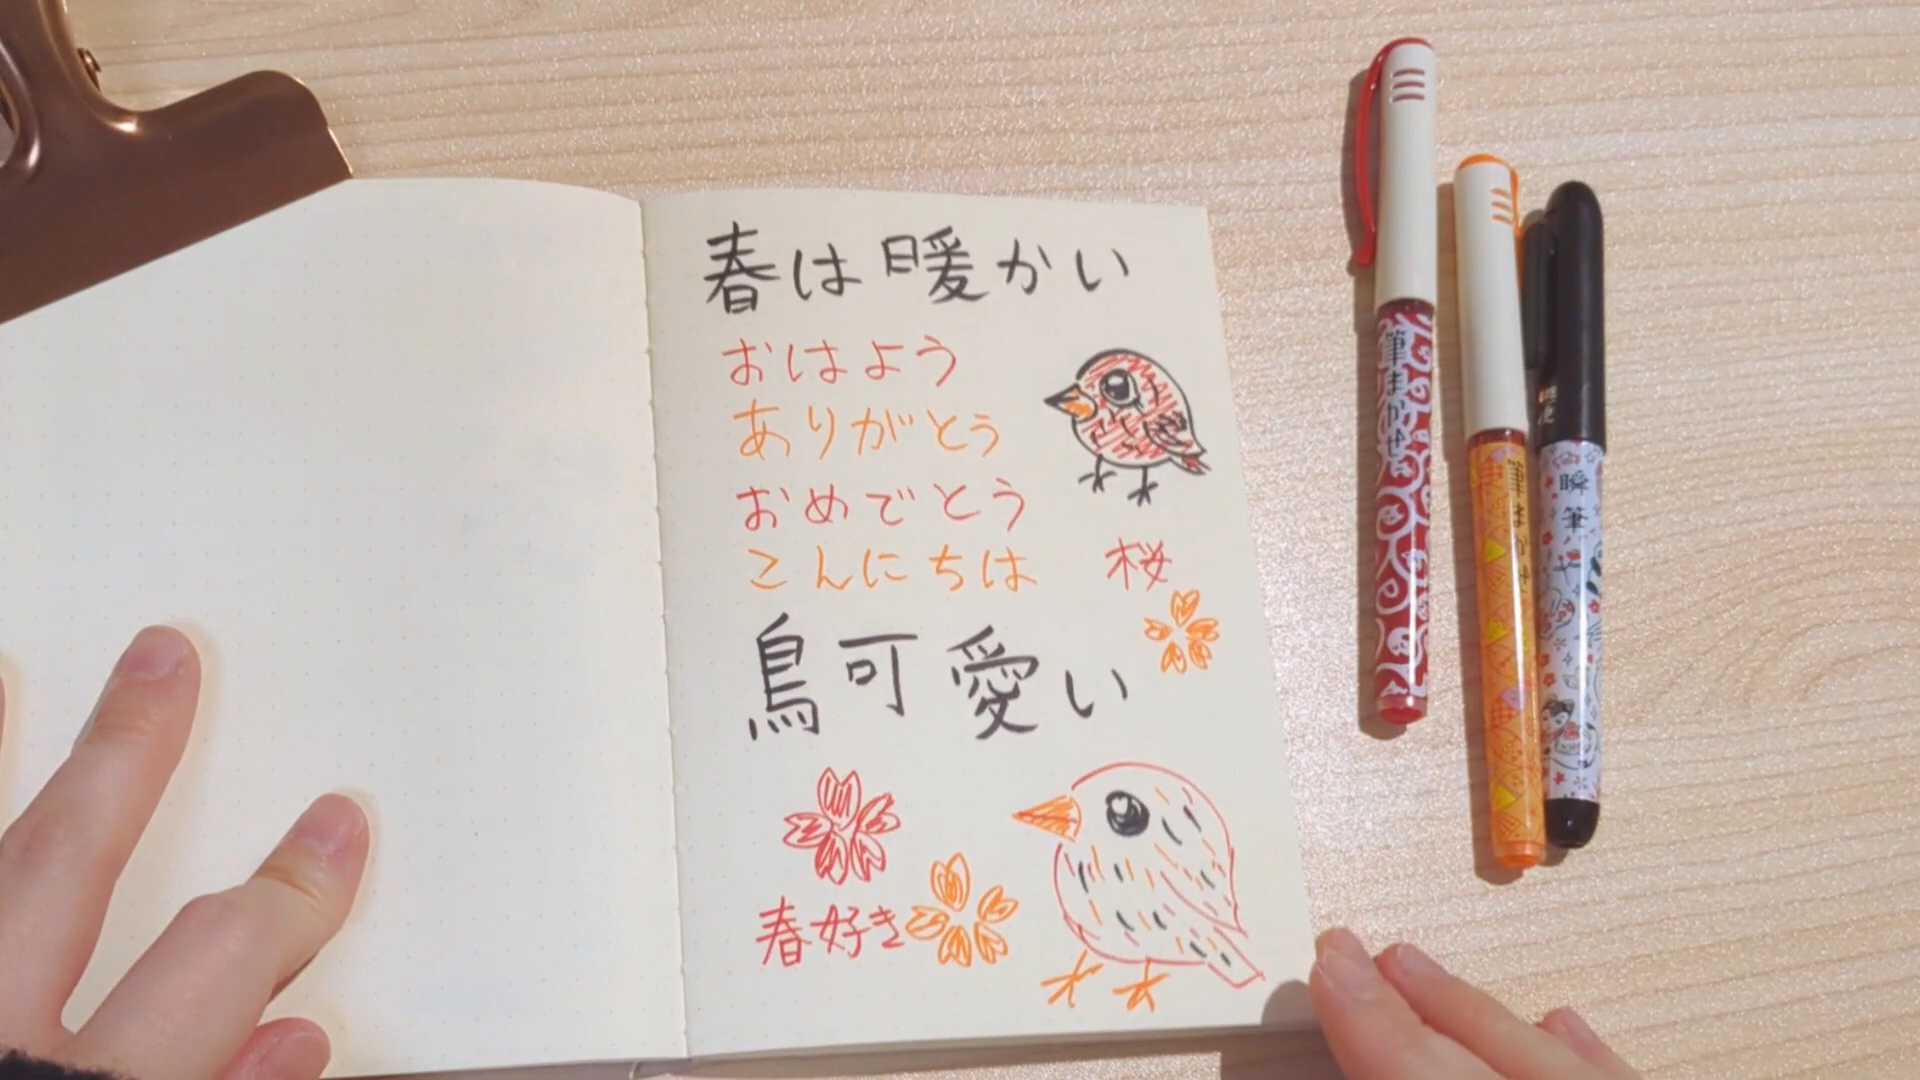 春は暖かい
おはよう
ありがとう
おめでとう
こんにちは
桜
鳥可愛い
春好き
筆まかせ
筆まかせ
瞬筆